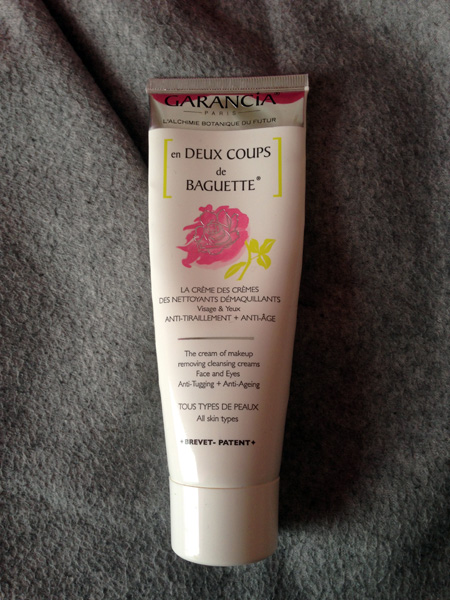 GARANCiA
PARIS
L'ALCHIMIE BOTANIQUE DU FUTUR
en DEUX COUPS
de
BAGUETTE®
LA CRÈME DES CRÈMES
DES NETTOYANTS DÉMAQUILLANTS
Visage & Yeux
ANTI-TIRAILLEMENT + ANTI-ÂGE
The cream of makeup
removing cleansing creams
Face and Eyes
Anti-Tugging + Anti-Ageing
TOUS TYPES DE PEAUX
All skin types
+BREVET- PATENT+